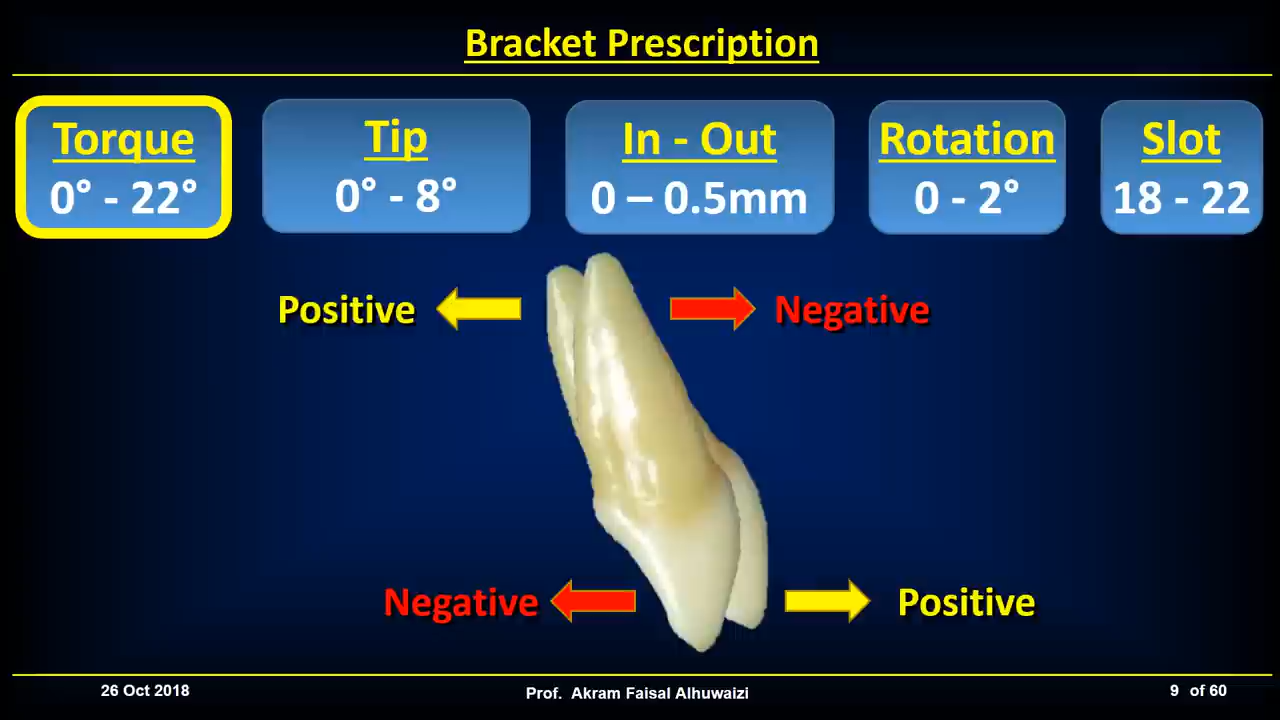 Bracket Prescription
Torque
0° - 22°
Tip
0° - 8°
In - Out
0 – 0.5mm
Rotation
0 - 2°
Slot
18 - 22
Positive
Negative
Negative
Positive
26 Oct 2018
Prof.  Akram Faisal Alhuwaizi
9 of 60